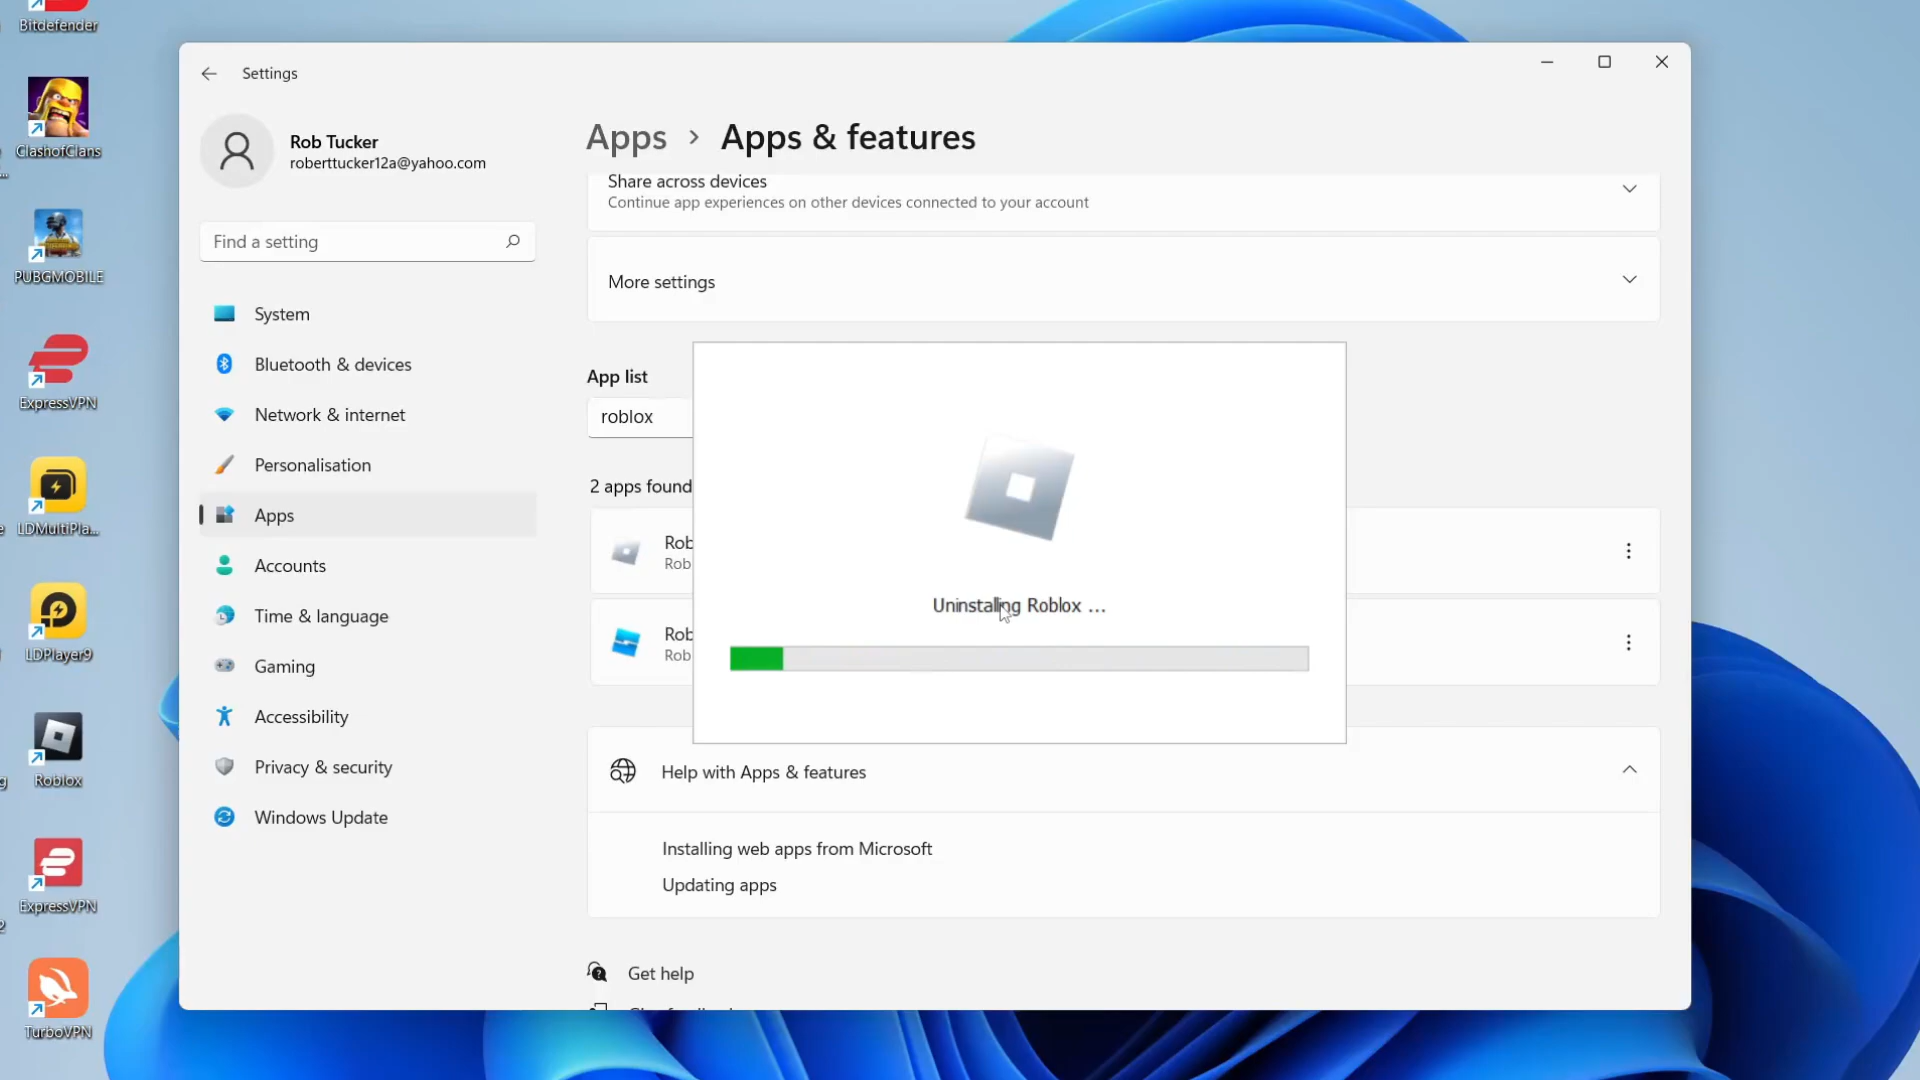 Bitdefender
ClashofClans
PUBGMOBILE
ExpressVPN
LDMultiPla...
LDPlayer9
Roblox
ExpressVPN
TurboVPN
Settings
Rob Tucker
roberttucker12a@yahoo.com
Find a setting
System
Bluetooth & devices
Network & internet
Personalisation
Apps
Accounts
Time & language
Gaming
Accessibility
Privacy & security
Windows Update
Apps > Apps & features
Share across devices
Continue app experiences on other devices connected to your account
More settings
App list
roblox
2 apps found
Rob
Rob
Rob
Rob
Uninstalling Roblox ...
Help with Apps & features
Installing web apps from Microsoft
Updating apps
Get help